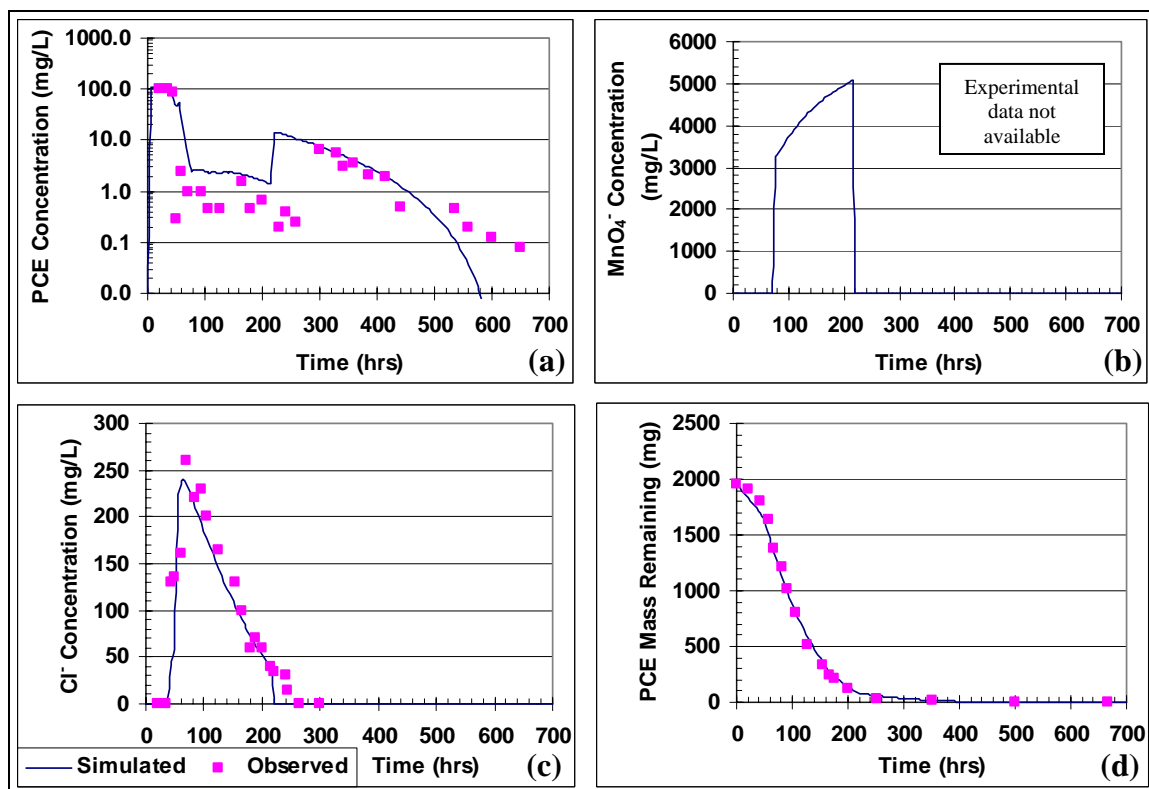 PCE Concentration (mg/L)
1000.0
100.0
10.0
1.0
0.1
0.0
0 100 200 300 400 500 600 700
Time (hrs)
(a)
MnO₄⁻ Concentration
(mg/L)
6000
5000
4000
3000
2000
1000
0
Experimental
data not
available
0 100 200 300 400 500 600 700
Time (hrs)
(b)
Cl⁻ Concentration (mg/L)
300
250
200
150
100
50
0
0 100 200 300 400 500 600 700
Simulated Observed
Time (hrs)
(c)
PCE Mass Remaining (mg)
2500
2000
1500
1000
500
0
0 100 200 300 400 500 600 700
Time (hrs)
(d)